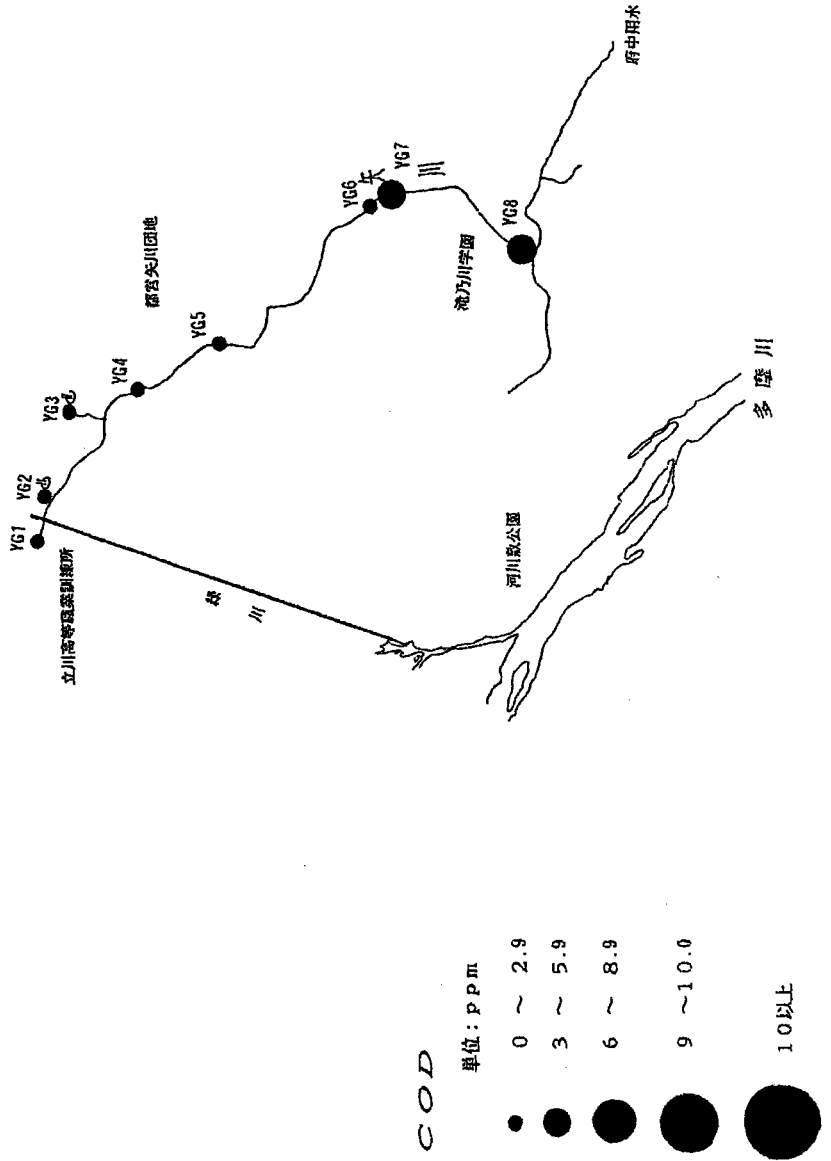 COD
単位：ppm
0 ～ 2.9
3 ～ 5.9
6 ～ 8.9
9 ～10.0
10以上
YG1
YG2
YG3
YG4
YG5
YG6
YG7
YG8
立川高等職業訓練所
都営矢川団地
矢川
緑川
滝乃川学園
府中用水
河川敷公園
多摩川